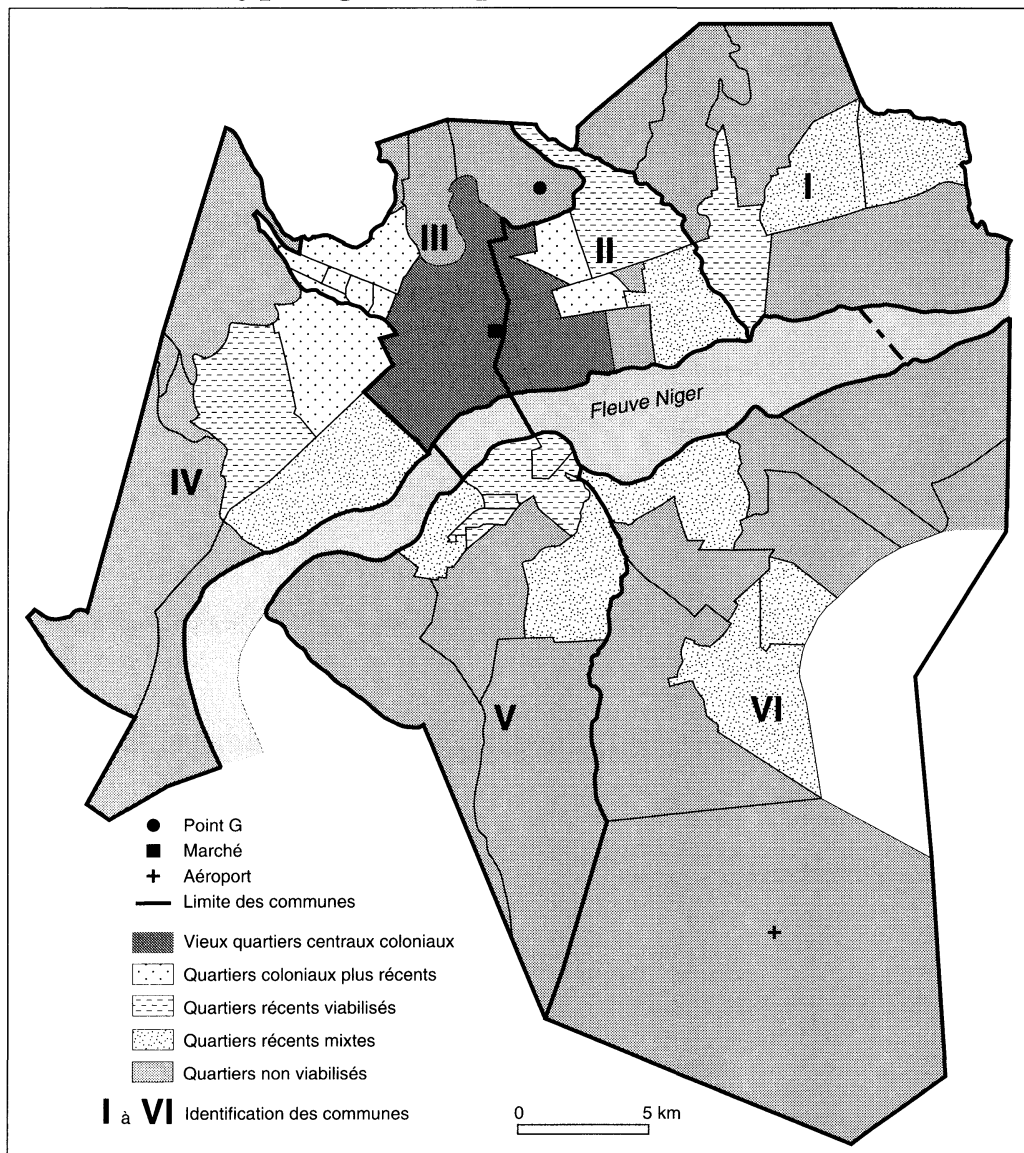 I
II
III
IV
Fleuve Niger
V
VI
Point G
Marché
Aéroport
Limite des communes
Vieux quartiers centraux coloniaux
Quartiers coloniaux plus récents
Quartiers récents viabilisés
Quartiers récents mixtes
Quartiers non viabilisés
I à VI Identification des communes
0 5 km